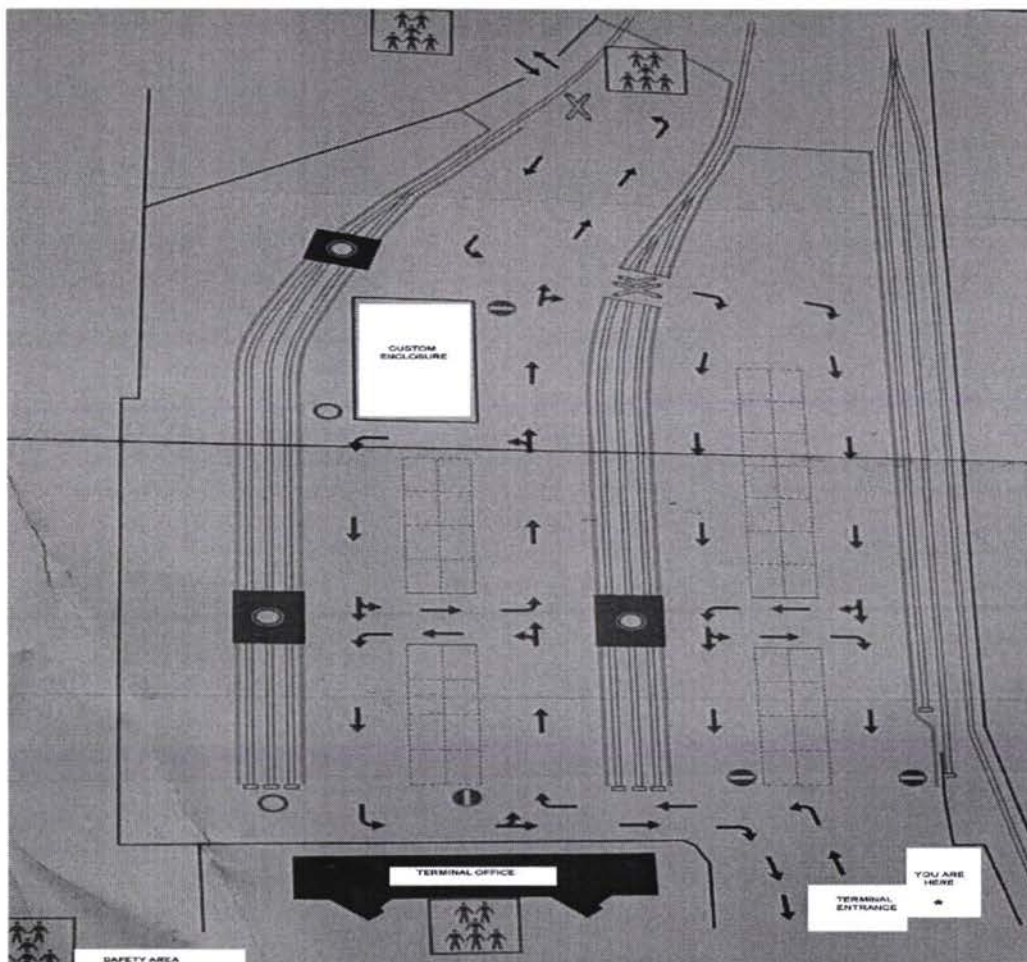 CUSTOM
ENCLOSURE
TERMINAL OFFICE
YOU ARE
HERE
*
TERMINAL
ENTRANCE
SAFETY AREA